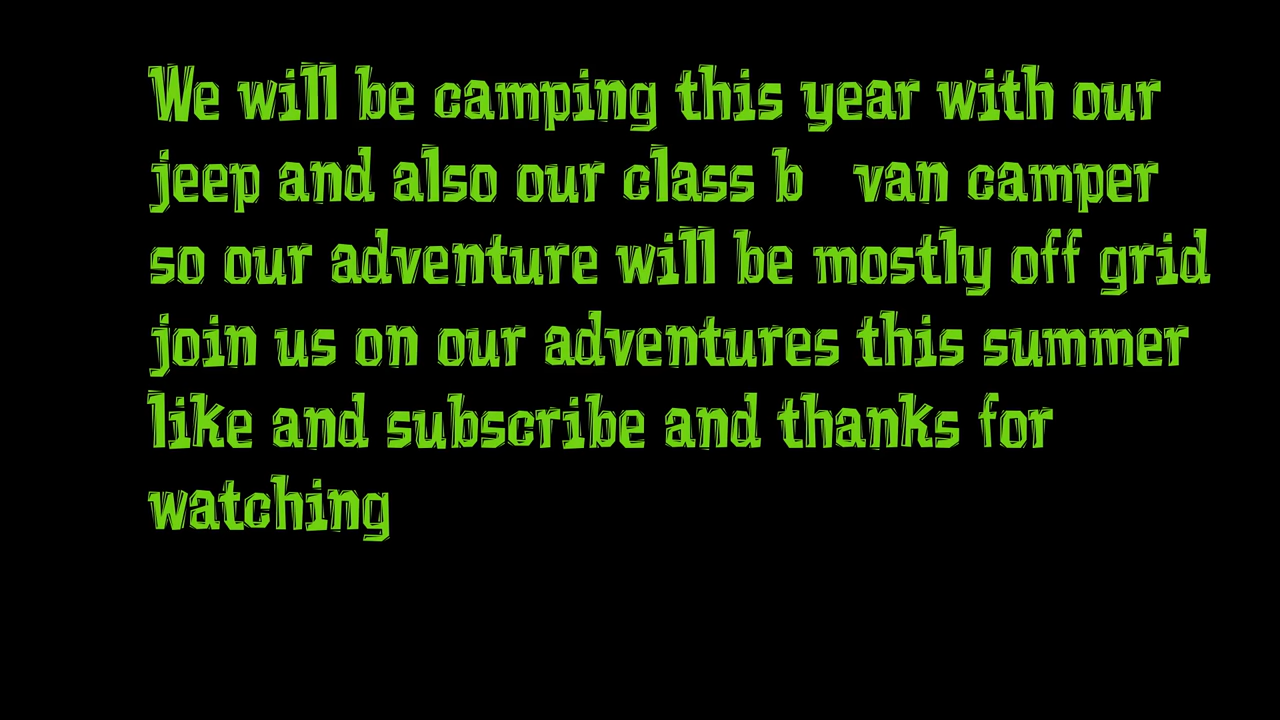 We will be camping this year with our
jeep and also our class b van camper
so our adventure will be mostly off grid
join us on our adventures this summer
like and subscribe and thanks for
watching